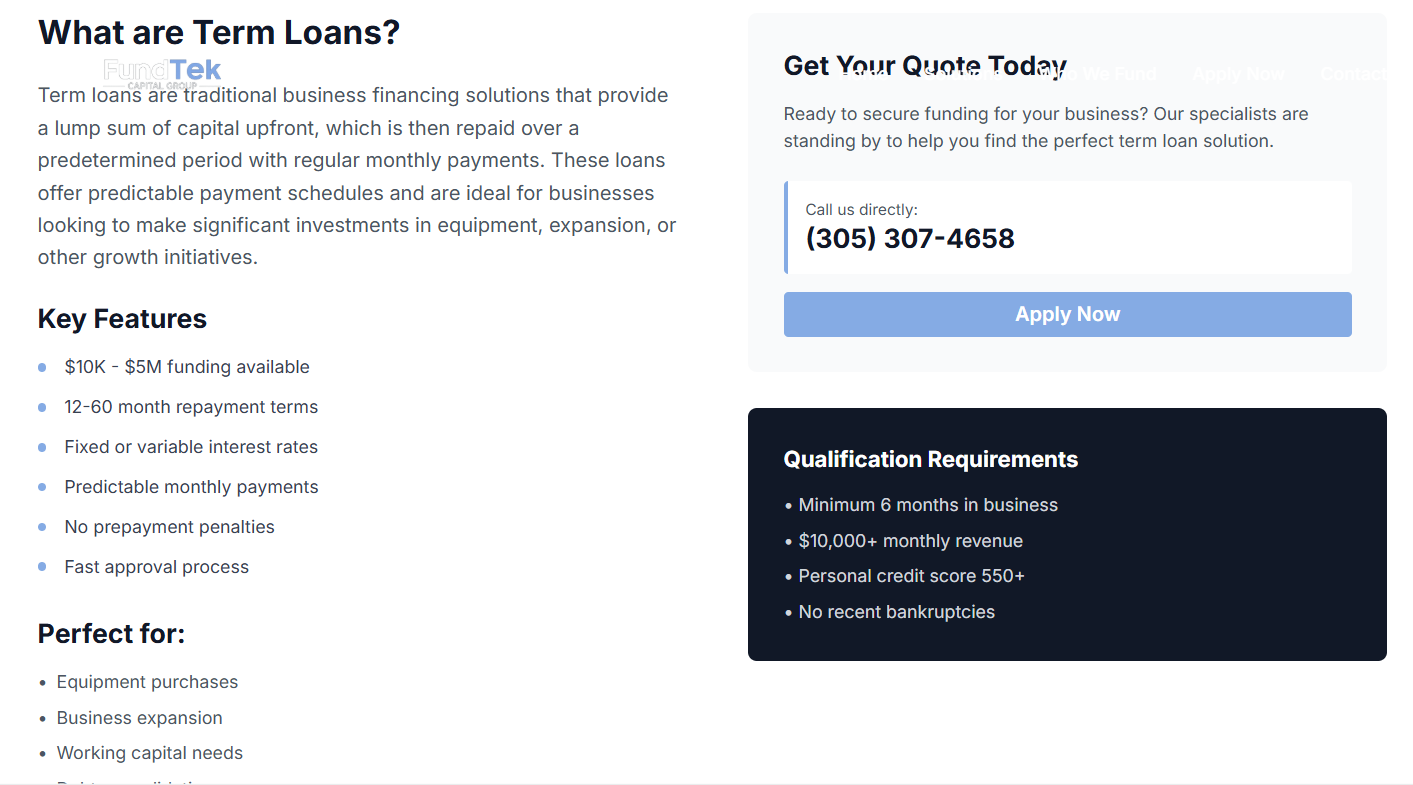 What are Term Loans?
FundTek
CAPITAL GROUP
Term loans are traditional business financing solutions that provide
a lump sum of capital upfront, which is then repaid over a
predetermined period with regular monthly payments. These loans
offer predictable payment schedules and are ideal for businesses
looking to make significant investments in equipment, expansion, or
other growth initiatives.
Key Features
$10K - $5M funding available
12-60 month repayment terms
Fixed or variable interest rates
Predictable monthly payments
No prepayment penalties
Fast approval process
Perfect for:
• Equipment purchases
• Business expansion
• Working capital needs
Get Your Quote Today
We Fund Apply Now Contact
Ready to secure funding for your business? Our specialists are
standing by to help you find the perfect term loan solution.
Call us directly:
(305) 307-4658
Apply Now
Qualification Requirements
• Minimum 6 months in business
• $10,000+ monthly revenue
• Personal credit score 550+
• No recent bankruptcies